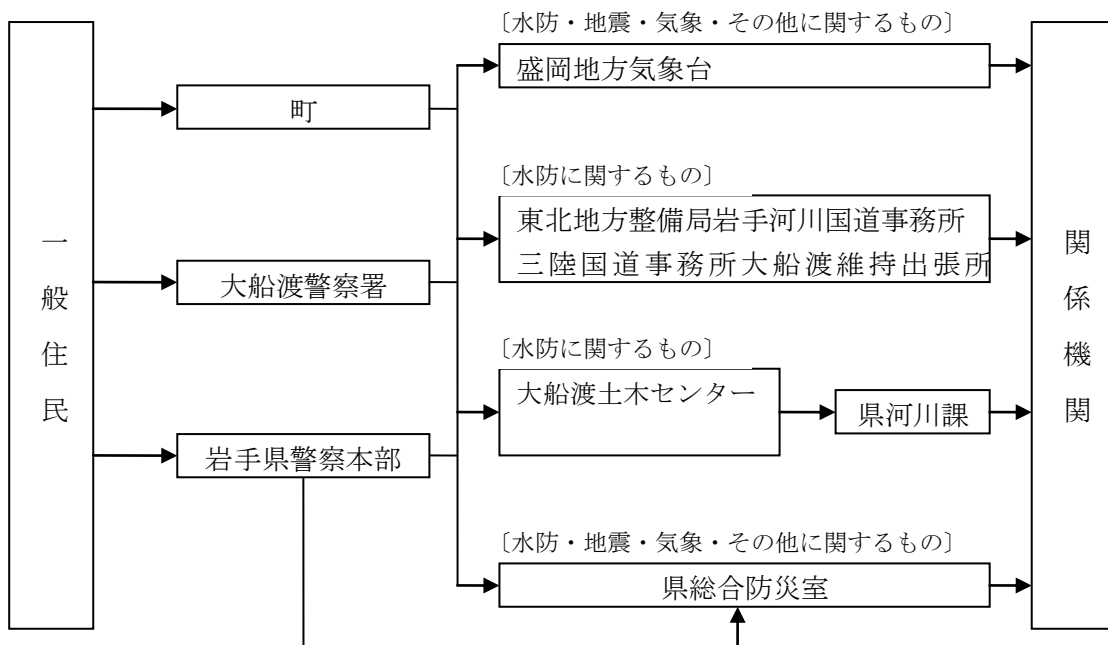 一般住民
町
大船渡警察署
岩手県警察本部
〔水防・地震・気象・その他に関するもの〕
盛岡地方気象台
〔水防に関するもの〕
東北地方整備局岩手河川国道事務所
三陸国道事務所大船渡維持出張所
〔水防に関するもの〕
大船渡土木センター
県河川課
〔水防・地震・気象・その他に関するもの〕
県総合防災室
関係機関